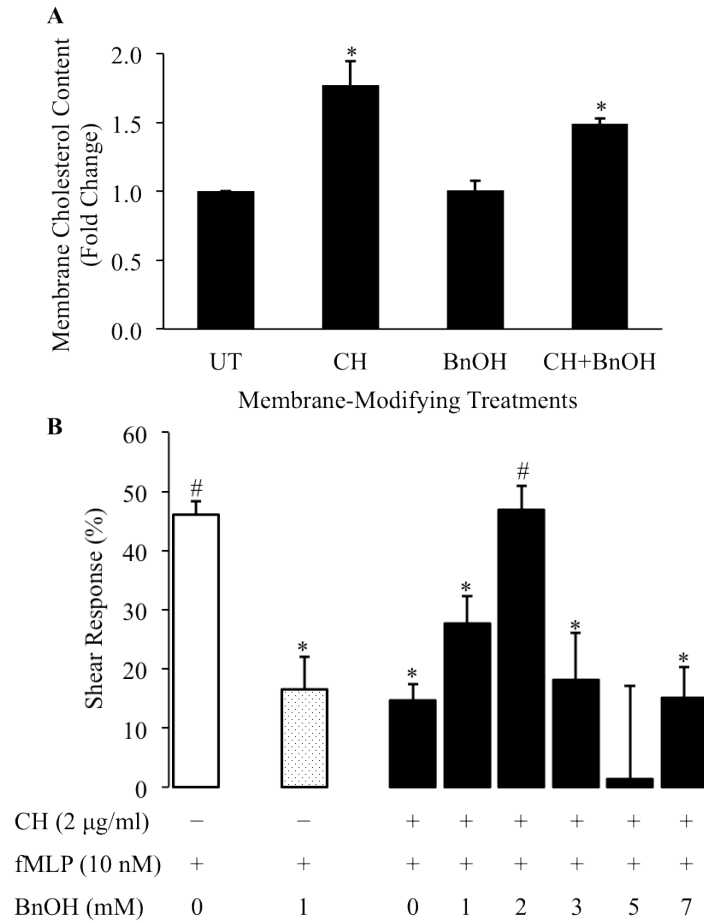 A
Membrane Cholesterol Content
(Fold Change)
2.0
1.5
1.0
0.5
0.0
*
*
UT CH BnOH CH+BnOH
Membrane-Modifying Treatments
B
Shear Response (%)
60
50
40
30
20
10
0
# * * * # * *
CH (2 μg/ml) − − + + + + + +
fMLP (10 nM) + + + + + + + +
BnOH (mM) 0 1 0 1 2 3 5 7